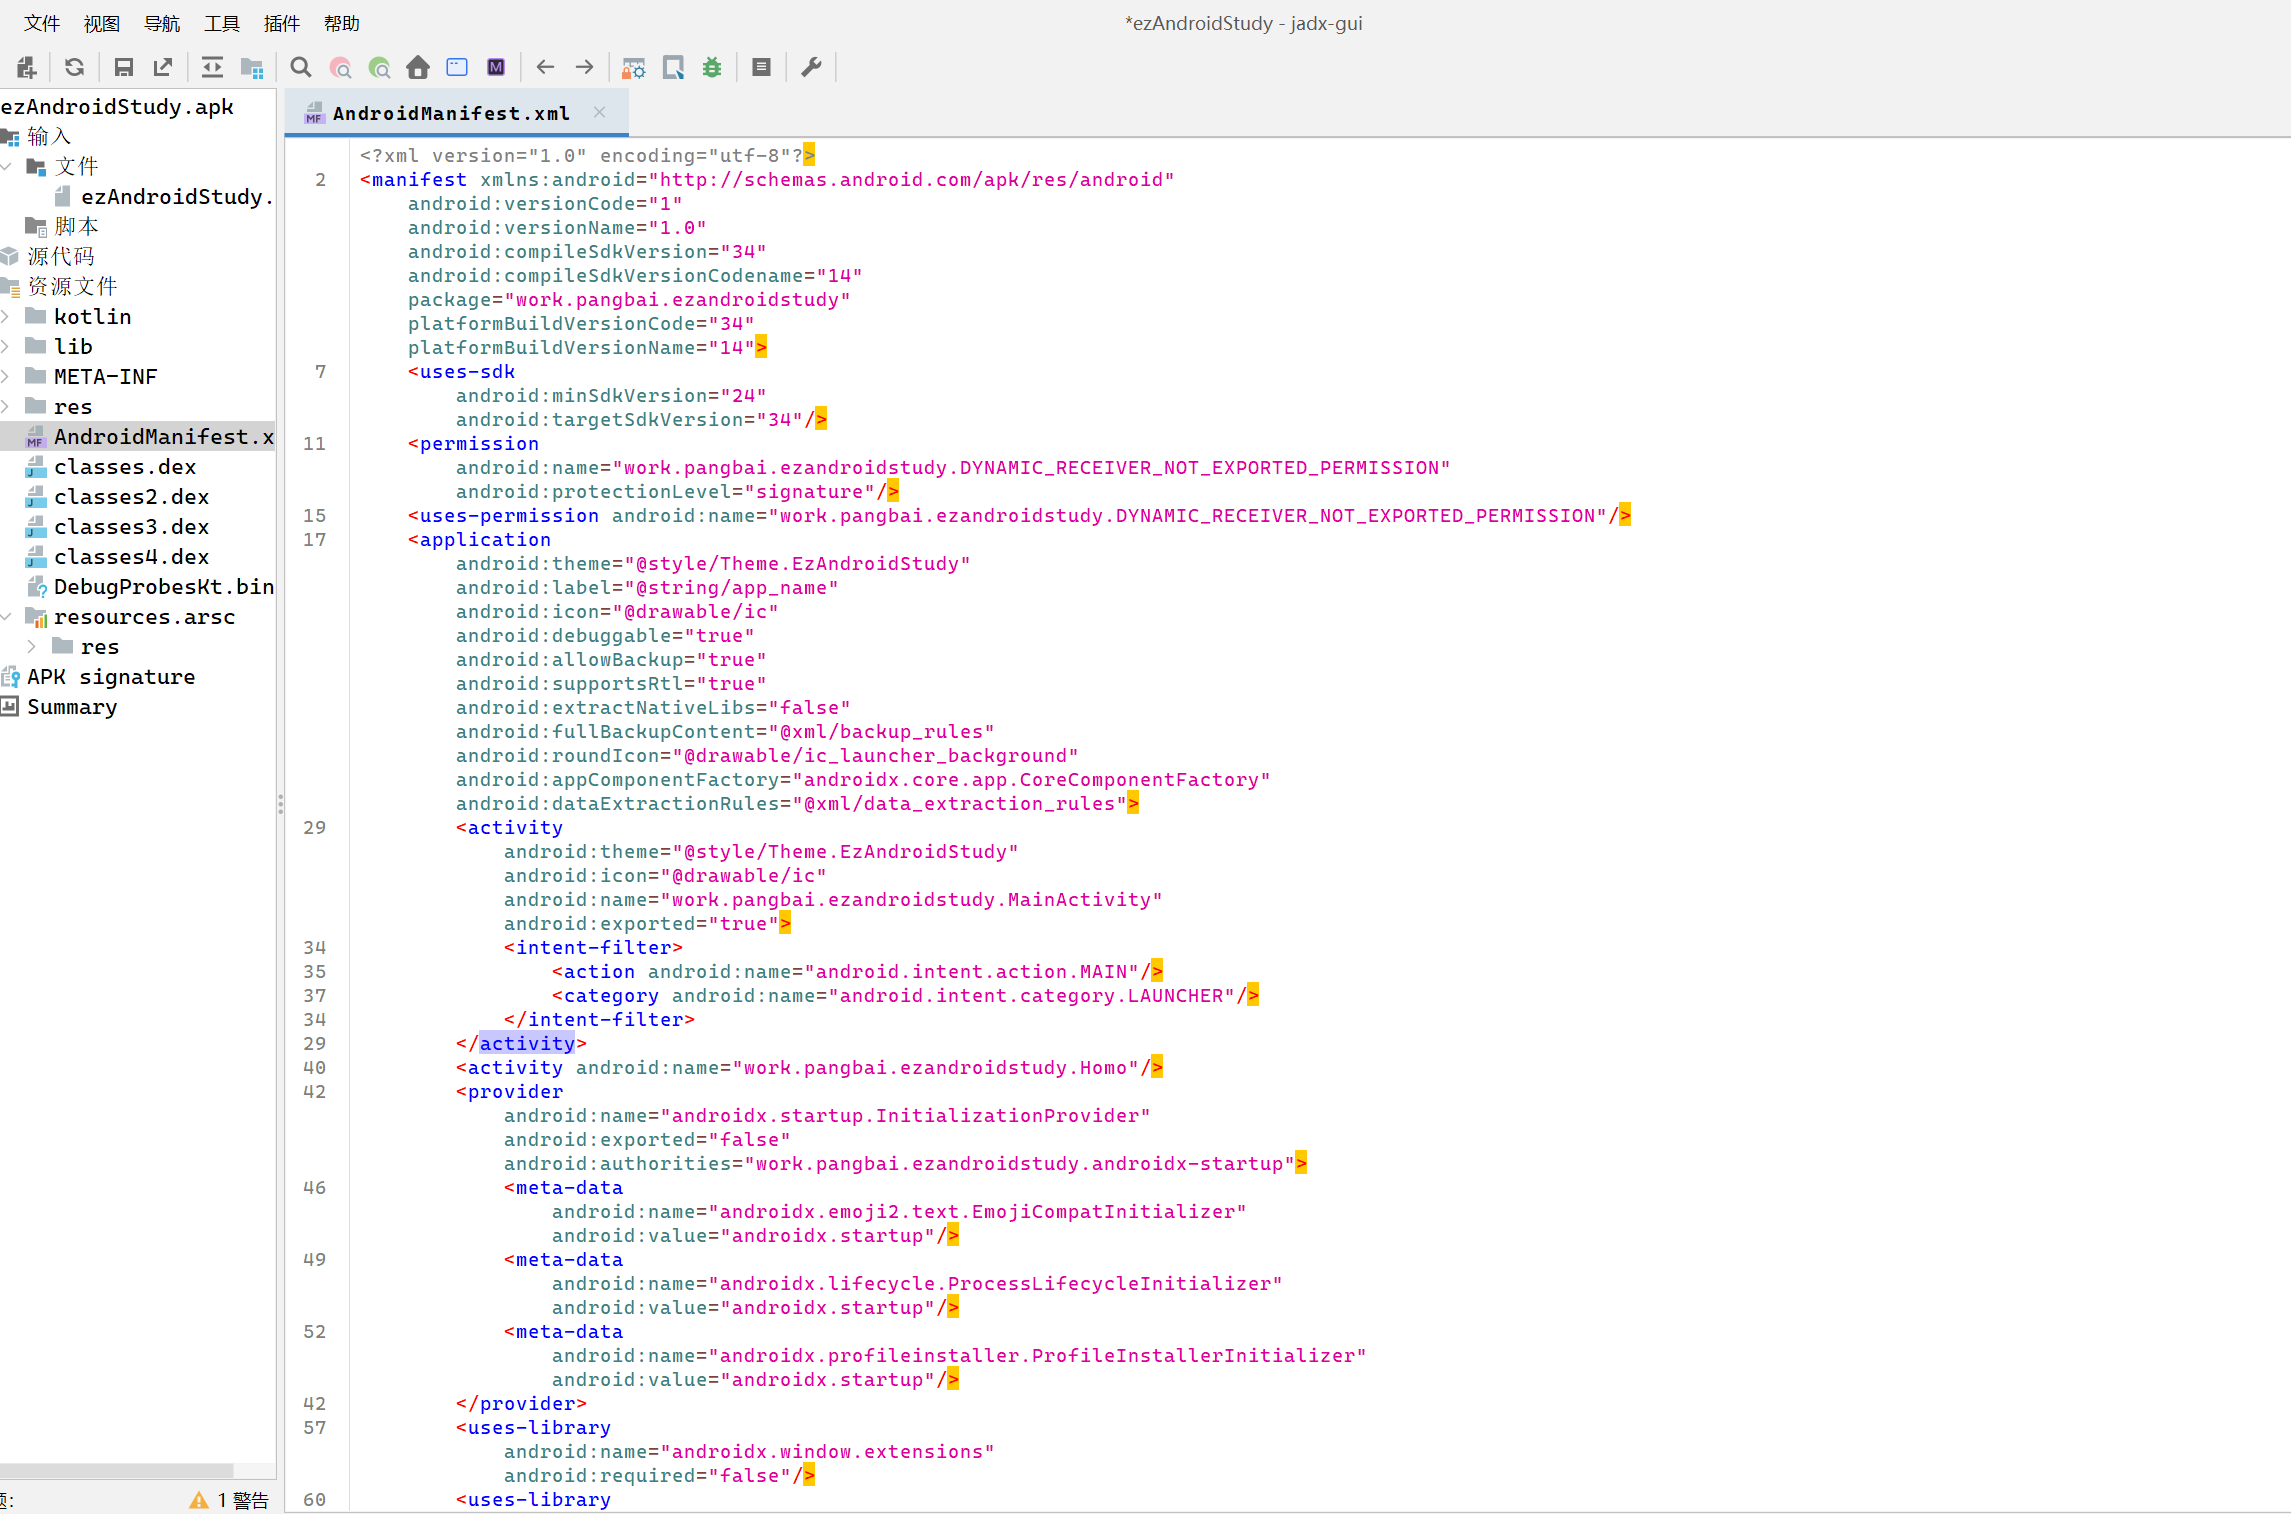 文件 视图 导航 工具 插件 帮助
*ezAndroidStudy - jadx-gui
ezAndroidStudy.apk
输入
文件
ezAndroidStudy.
脚本
源代码
资源文件
kotlin
lib
META-INF
res
AndroidManifest.x
classes.dex
classes2.dex
classes3.dex
classes4.dex
DebugProbesKt.bin
resources.arsc
res
APK signature
Summary
1 警告
AndroidManifest.xml
<?xml version="1.0" encoding="utf-8"?>
2 <manifest xmlns:android="http://schemas.android.com/apk/res/android"
android:versionCode="1"
android:versionName="1.0"
android:compileSdkVersion="34"
android:compileSdkVersionCodename="14"
package="work.pangbai.ezandroidstudy"
platformBuildVersionCode="34"
platformBuildVersionName="14">
7 <uses-sdk
android:minSdkVersion="24"
android:targetSdkVersion="34"/>
11 <permission
android:name="work.pangbai.ezandroidstudy.DYNAMIC_RECEIVER_NOT_EXPORTED_PERMISSION"
android:protectionLevel="signature"/>
15 <uses-permission android:name="work.pangbai.ezandroidstudy.DYNAMIC_RECEIVER_NOT_EXPORTED_PERMISSION"/>
17 <application
android:theme="@style/Theme.EzAndroidStudy"
android:label="@string/app_name"
android:icon="@drawable/ic"
android:debuggable="true"
android:allowBackup="true"
android:supportsRtl="true"
android:extractNativeLibs="false"
android:fullBackupContent="@xml/backup_rules"
android:roundIcon="@drawable/ic_launcher_background"
android:appComponentFactory="androidx.core.app.CoreComponentFactory"
android:dataExtractionRules="@xml/data_extraction_rules">
29 <activity
android:theme="@style/Theme.EzAndroidStudy"
android:icon="@drawable/ic"
android:name="work.pangbai.ezandroidstudy.MainActivity"
android:exported="true">
34 <intent-filter>
35 <action android:name="android.intent.action.MAIN"/>
37 <category android:name="android.intent.category.LAUNCHER"/>
34 </intent-filter>
29 </activity>
40 <activity android:name="work.pangbai.ezandroidstudy.Homo"/>
42 <provider
android:name="androidx.startup.InitializationProvider"
android:exported="false"
android:authorities="work.pangbai.ezandroidstudy.androidx-startup">
46 <meta-data
android:name="androidx.emoji2.text.EmojiCompatInitializer"
android:value="androidx.startup"/>
49 <meta-data
android:name="androidx.lifecycle.ProcessLifecycleInitializer"
android:value="androidx.startup"/>
52 <meta-data
android:name="androidx.profileinstaller.ProfileInstallerInitializer"
android:value="androidx.startup"/>
42 </provider>
57 <uses-library
android:name="androidx.window.extensions"
android:required="false"/>
60 <uses-library